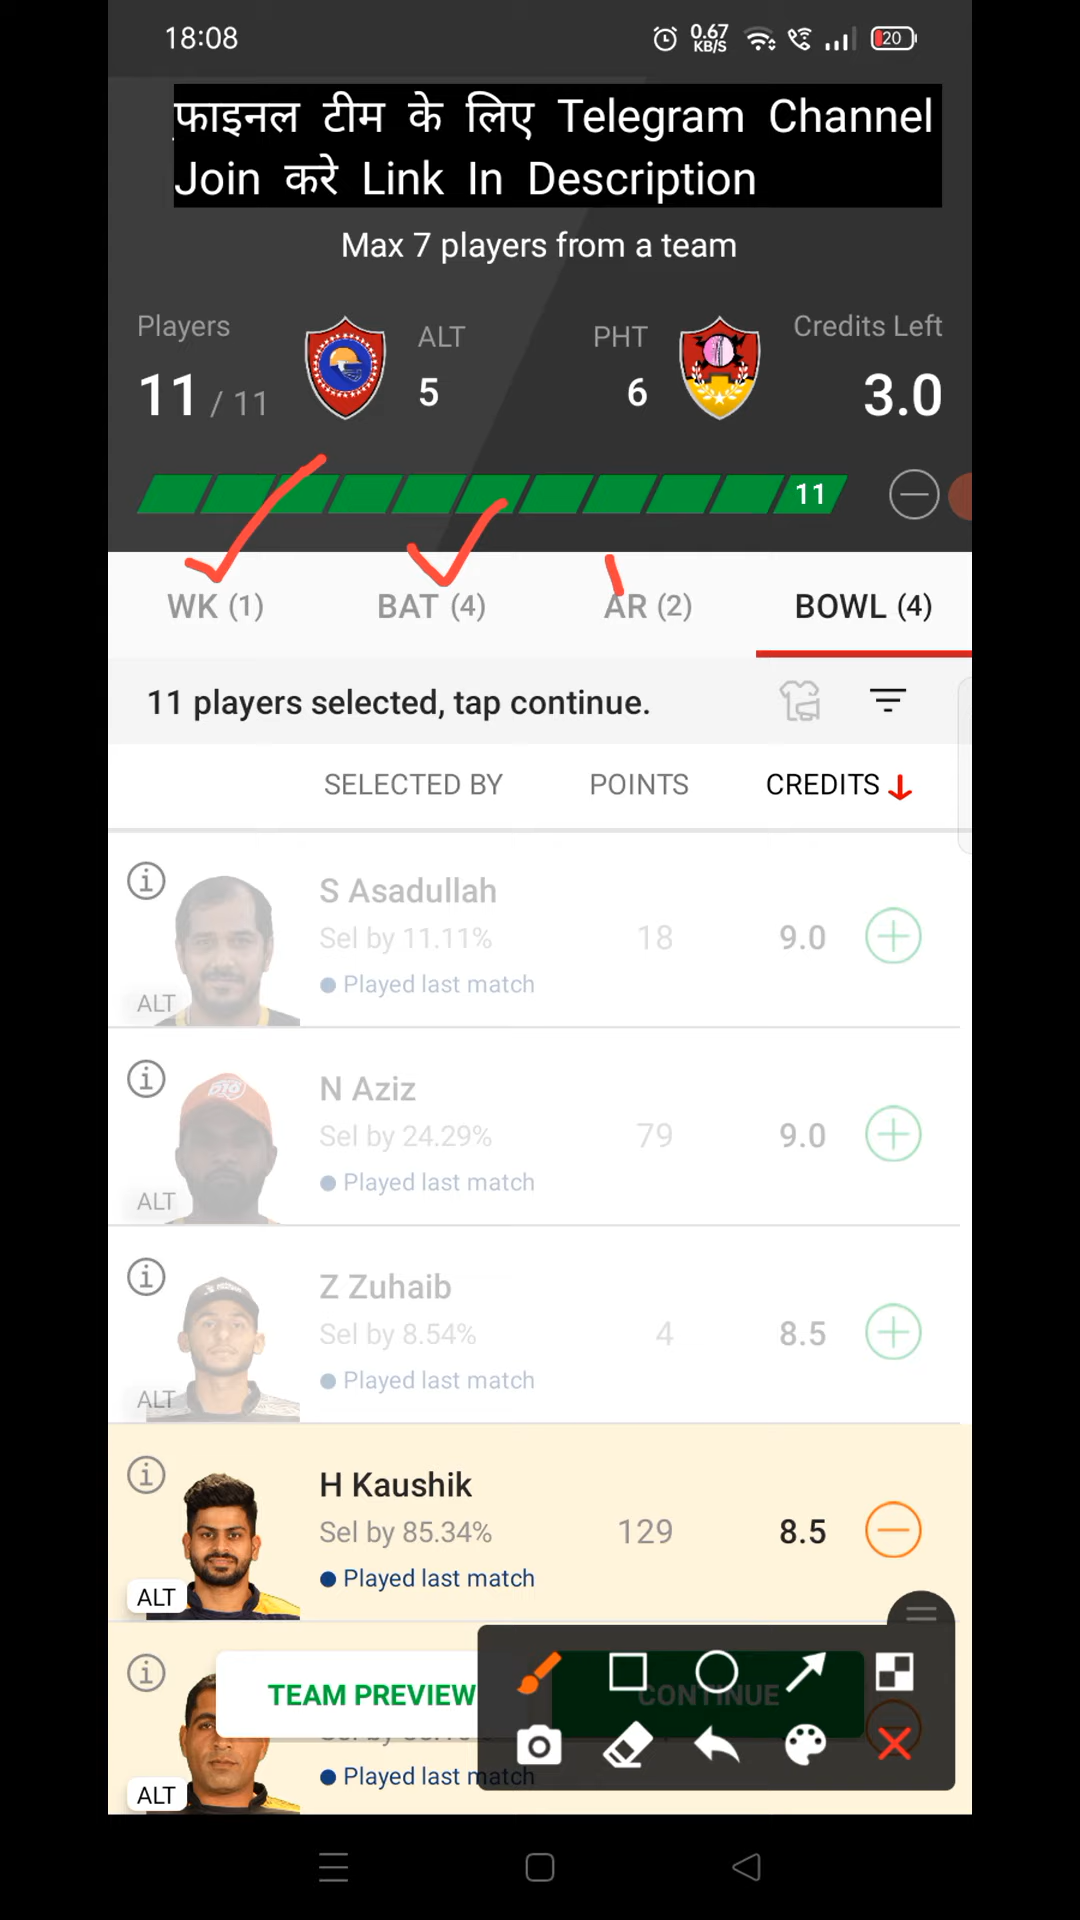 18:08
0.67
KB/S
20
फाइनल टीम के लिए Telegram Channel
Join करे Link In Description
Max 7 players from a team
Players
ALT
PHT
Credits Left
11 / 11
5
6
3.0
11
WK (1)
BAT (4)
AR (2)
BOWL (4)
11 players selected, tap continue.
SELECTED BY
POINTS
CREDITS
S Asadullah
Sel by 11.11%
18
9.0
Played last match
ALT
N Aziz
Sel by 24.29%
79
9.0
Played last match
ALT
Z Zuhaib
Sel by 8.54%
4
8.5
Played last match
ALT
H Kaushik
Sel by 85.34%
129
8.5
Played last match
ALT
TEAM PREVIEW
CONTINUE
Played last match
ALT